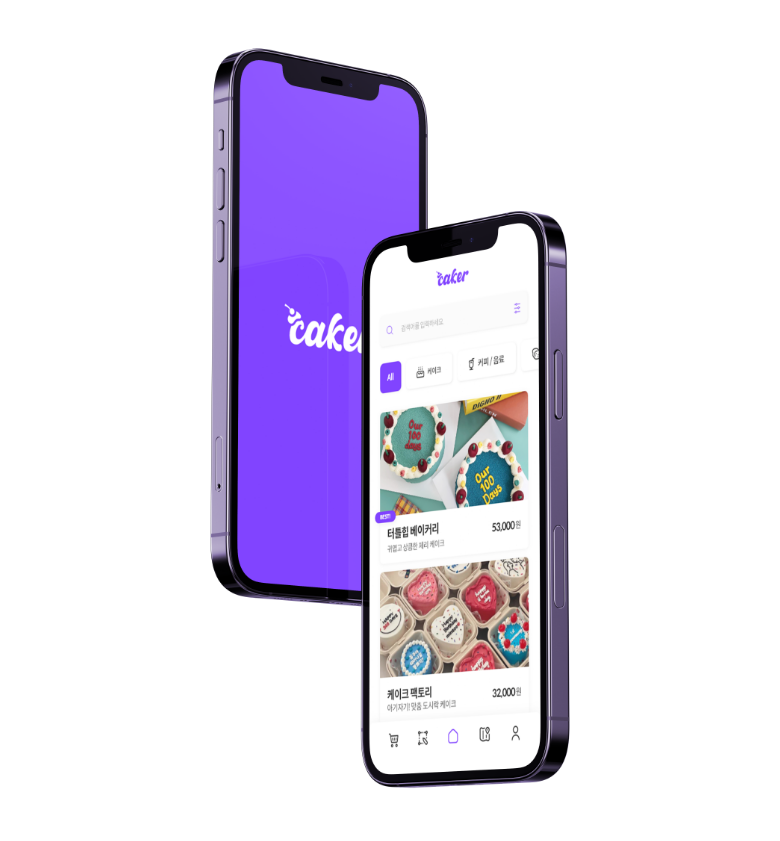 cake
caker
검색어를 입력하세요
All
케이크
커피 / 음료
DIGNO R
Our
100
days
Our
100
Days
BEST!
터틀힙 베이커리
53,000원
귀엽고 상큼한 체리 케이크
케이크 팩토리
32,000원
아기자기! 맞춤 도시락 케이크